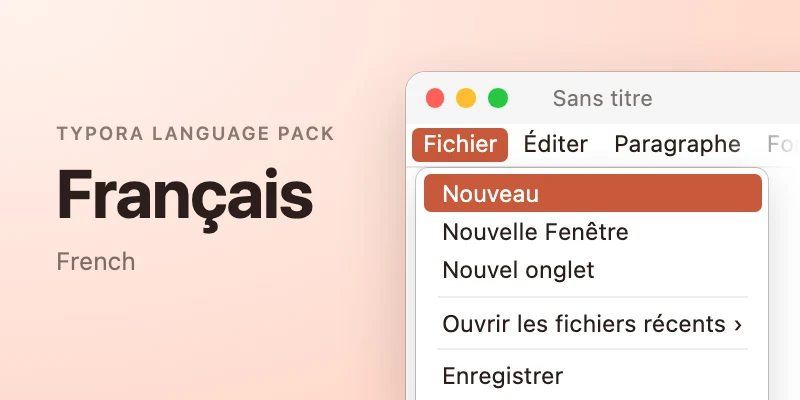 TYPORA LANGUAGE PACK
Français
French
Sans titre
Fichier Éditer Paragraphe
Nouveau
Nouvelle Fenêtre
Nouvel onglet
Ouvrir les fichiers récents ›
Enregistrer